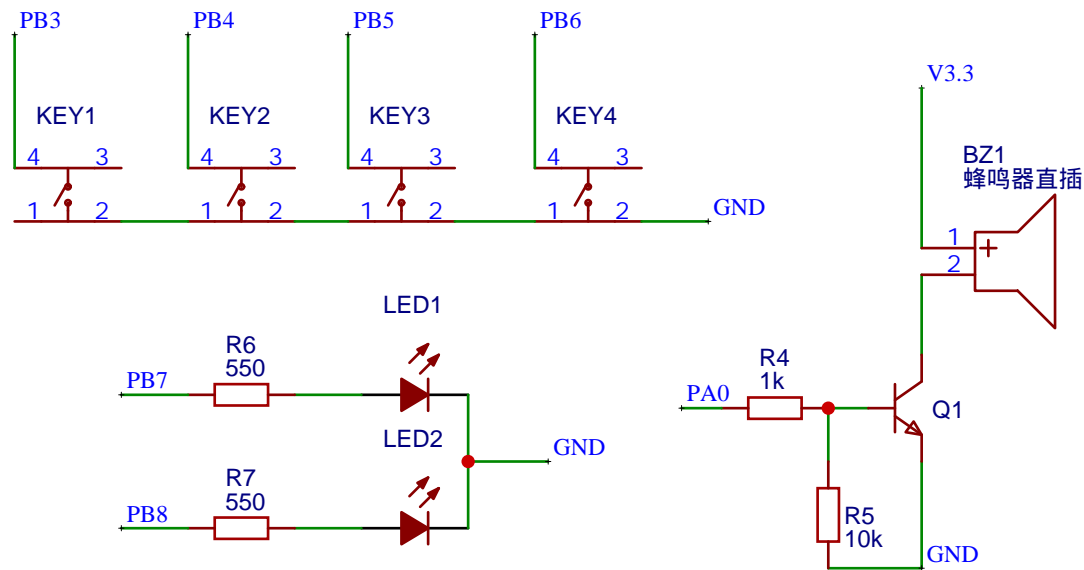 PB3
PB4
PB5
PB6
V3.3
KEY1
KEY2
KEY3
KEY4
4 3
4 3
4 3
4 3
1 2
1 2
1 2
1 2
GND
BZ1
蜂鸣器直插
1
+
2
LED1
R6
550
PB7
LED2
GND
R7
550
PB8
R4
1k
PA0
Q1
R5
10k
GND